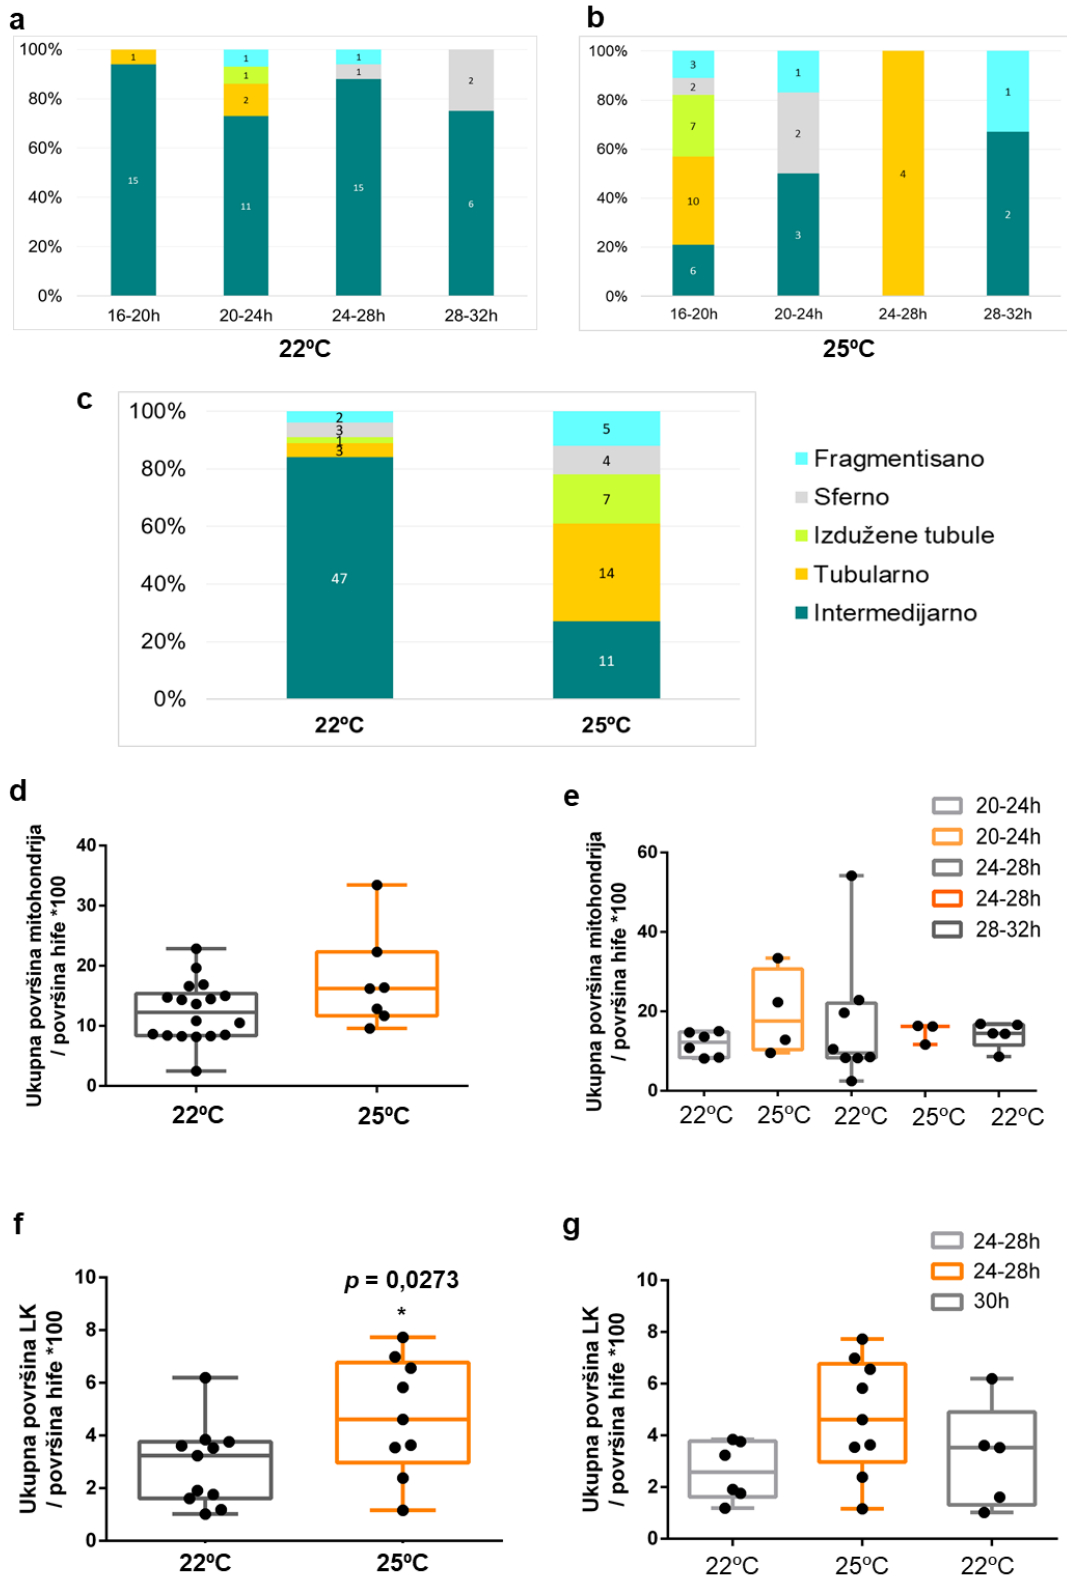 a
100%
80%
60%
40%
20%
0%
1
15
1
1
2
11
1
1
15
2
6
16-20h 20-24h 24-28h 28-32h
22ºC
b
100%
80%
60%
40%
20%
0%
3
2
7
10
6
1
2
3
4
1
2
16-20h 20-24h 24-28h 28-32h
25ºC
c
100%
80%
60%
40%
20%
0%
2
3
1
3
47
5
4
7
14
11
22ºC 25ºC
Fragmentisano
Sferno
Izdužene tubule
Tubularno
Intermedijarno
d
Ukupna površina mitohondrija
/ površina hife *100
40
30
20
10
0
22ºC 25ºC
e
Ukupna površina mitohondrija
/ površina hife *100
60
40
20
0
22ºC 25ºC 22ºC 25ºC 22ºC
20-24h
20-24h
24-28h
24-28h
28-32h
f
Ukupna površina LK
/ površina hife *100
10
8
6
4
2
0
p = 0,0273
*
22ºC 25ºC
g
Ukupna površina LK
/ površina hife *100
10
8
6
4
2
0
22ºC 25ºC 22ºC
24-28h
24-28h
30h